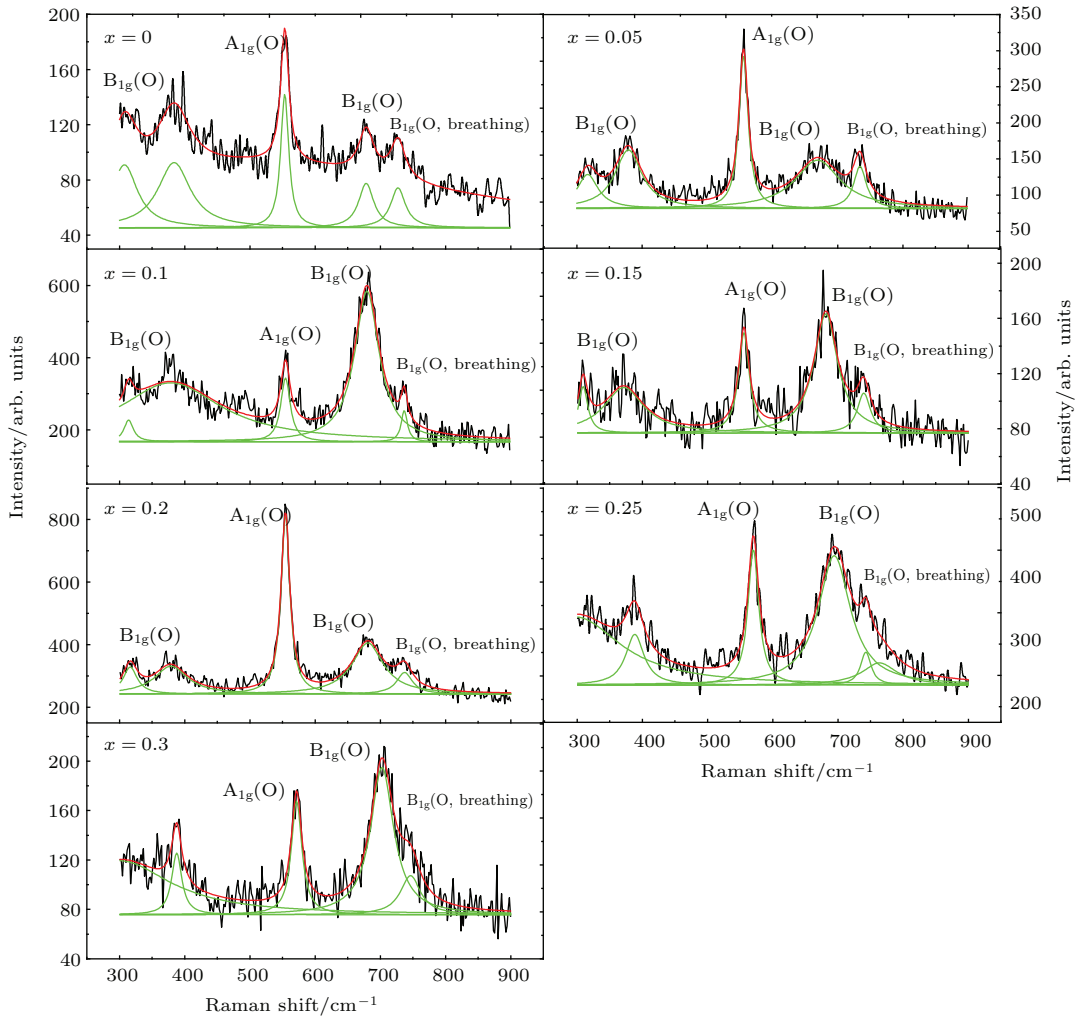 200
160
120
80
40
x = 0
B1g(O)
A1g(O)
B1g(O)
B1g(O, breathing)
350
300
250
200
150
100
50
x = 0.05
B1g(O)
A1g(O)
B1g(O)
B1g(O, breathing)
600
400
200
x = 0.1
B1g(O)
A1g(O)
B1g(O)
B1g(O, breathing)
200
160
120
80
40
x = 0.15
B1g(O)
A1g(O)
B1g(O)
B1g(O, breathing)
Intensity/arb. units
Intensity/arb. units
800
600
400
200
x = 0.2
B1g(O)
A1g(O)
B1g(O)
B1g(O, breathing)
500
400
300
200
x = 0.25
A1g(O)
B1g(O)
B1g(O, breathing)
300 400 500 600 700 800 900
Raman shift/cm−1
200
160
120
80
40
x = 0.3
A1g(O)
B1g(O)
B1g(O, breathing)
300 400 500 600 700 800 900
Raman shift/cm−1